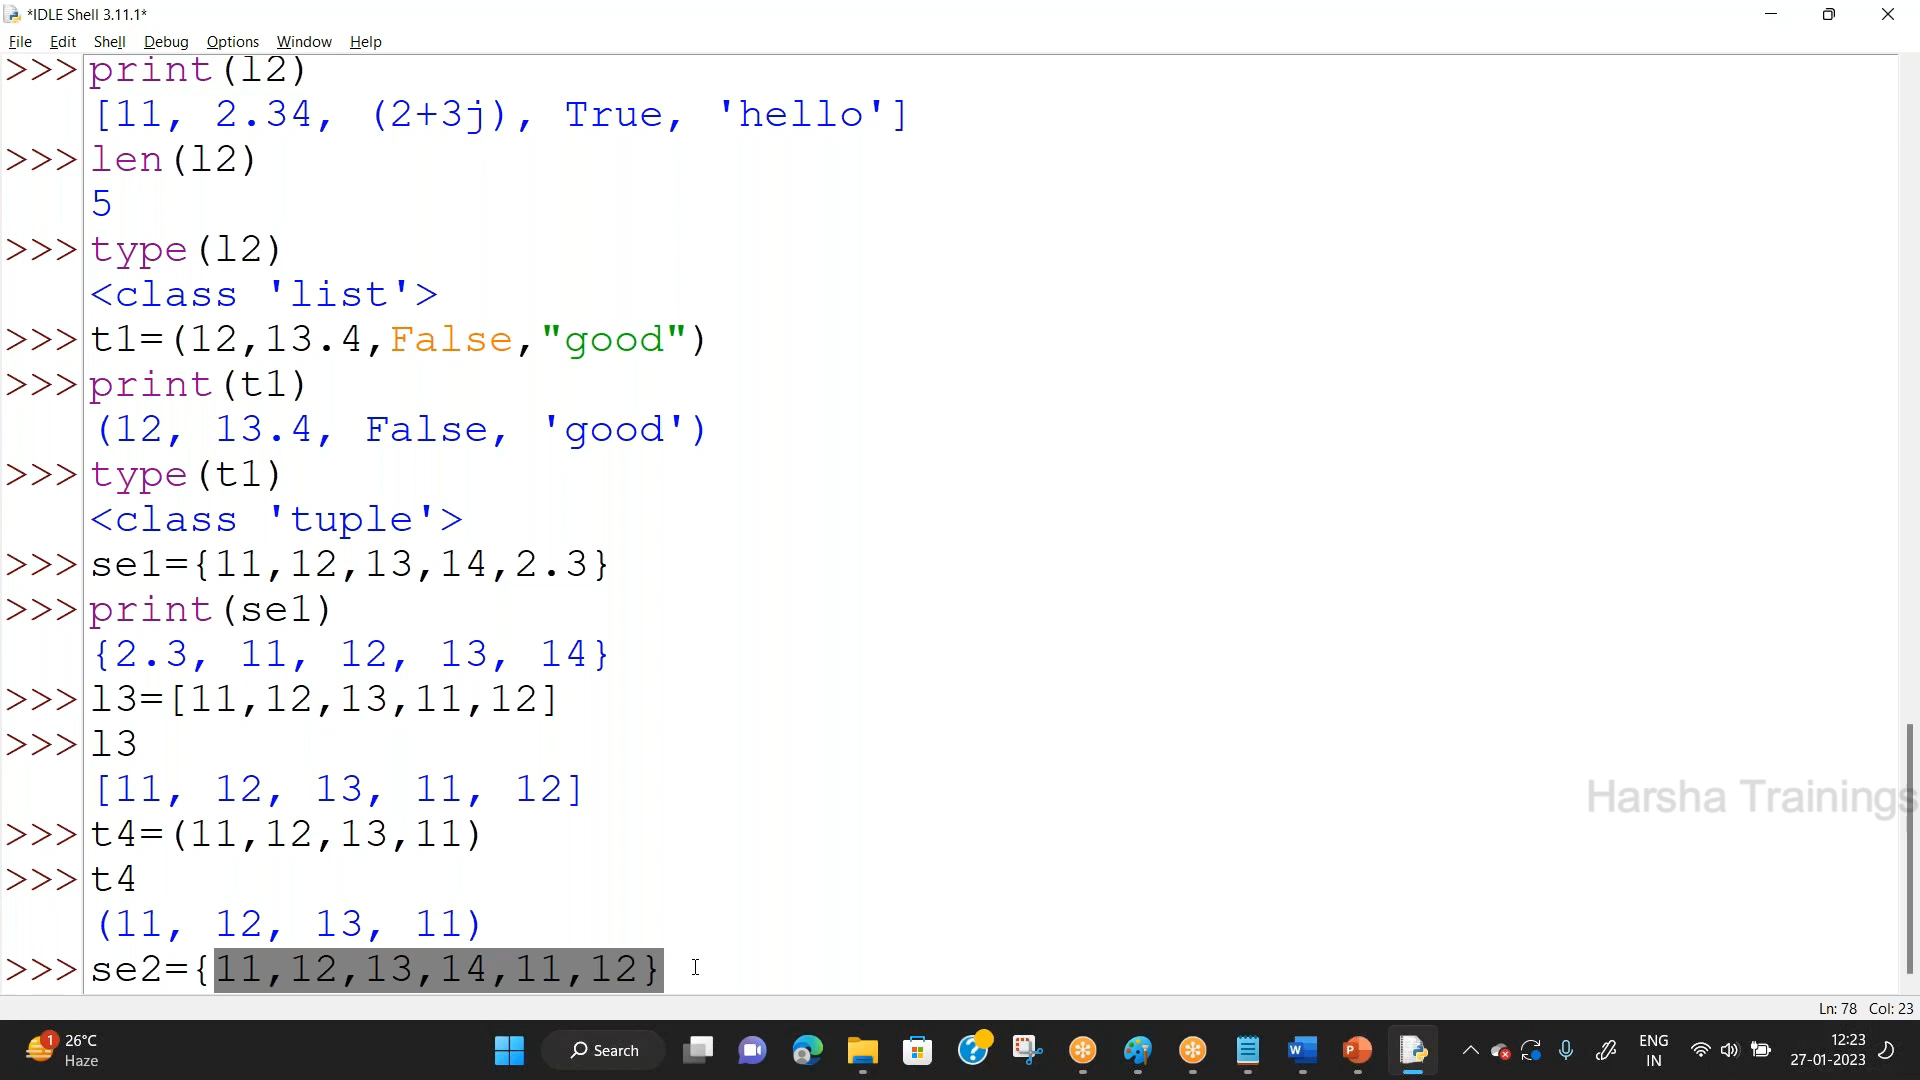 *IDLE Shell 3.11.1*
File Edit Shell Debug Options Window Help
>>> print(l2)
[11, 2.34, (2+3j), True, 'hello']
>>> len(l2)
5
>>> type(l2)
<class 'list'>
>>> t1=(12,13.4,False,"good")
>>> print(t1)
(12, 13.4, False, 'good')
>>> type(t1)
<class 'tuple'>
>>> se1={11,12,13,14,2.3}
>>> print(se1)
{2.3, 11, 12, 13, 14}
>>> l3=[11,12,13,11,12]
>>> l3
[11, 12, 13, 11, 12]
>>> t4=(11,12,13,11)
>>> t4
(11, 12, 13, 11)
>>> se2={11,12,13,14,11,12}
Harsha Trainings
Ln: 78 Col: 23
1
26°C
Haze
Search
ENG
IN
12:23
27-01-2023